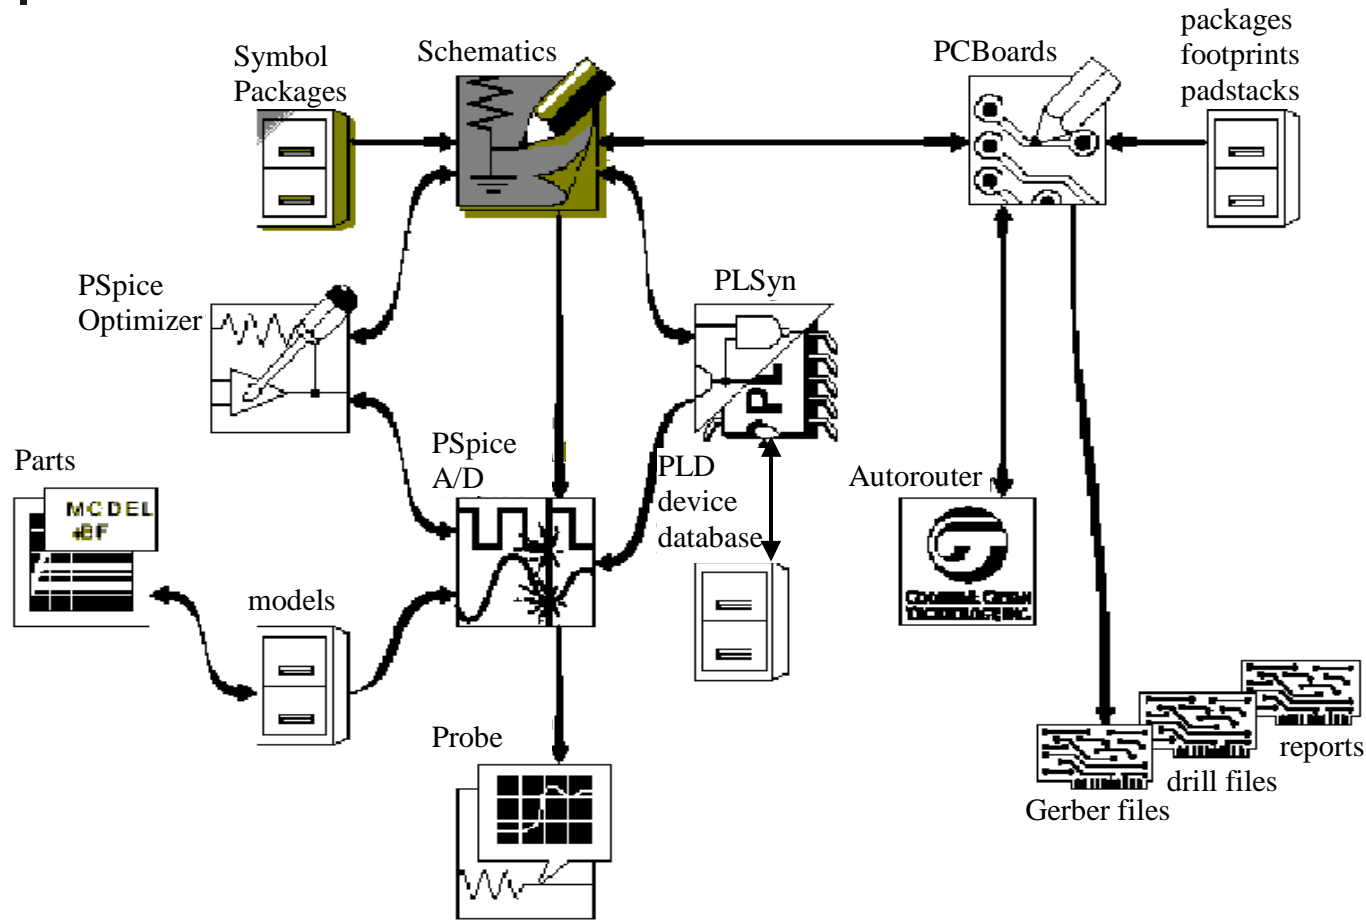 Symbol
Packages
Schematics
PCBoards
packages
footprints
padstacks
PSpice
Optimizer
PLSyn
PL
Parts
PSpice
A/D
PLD
device
database
Autorouter
models
Probe
reports
drill files
Gerber files